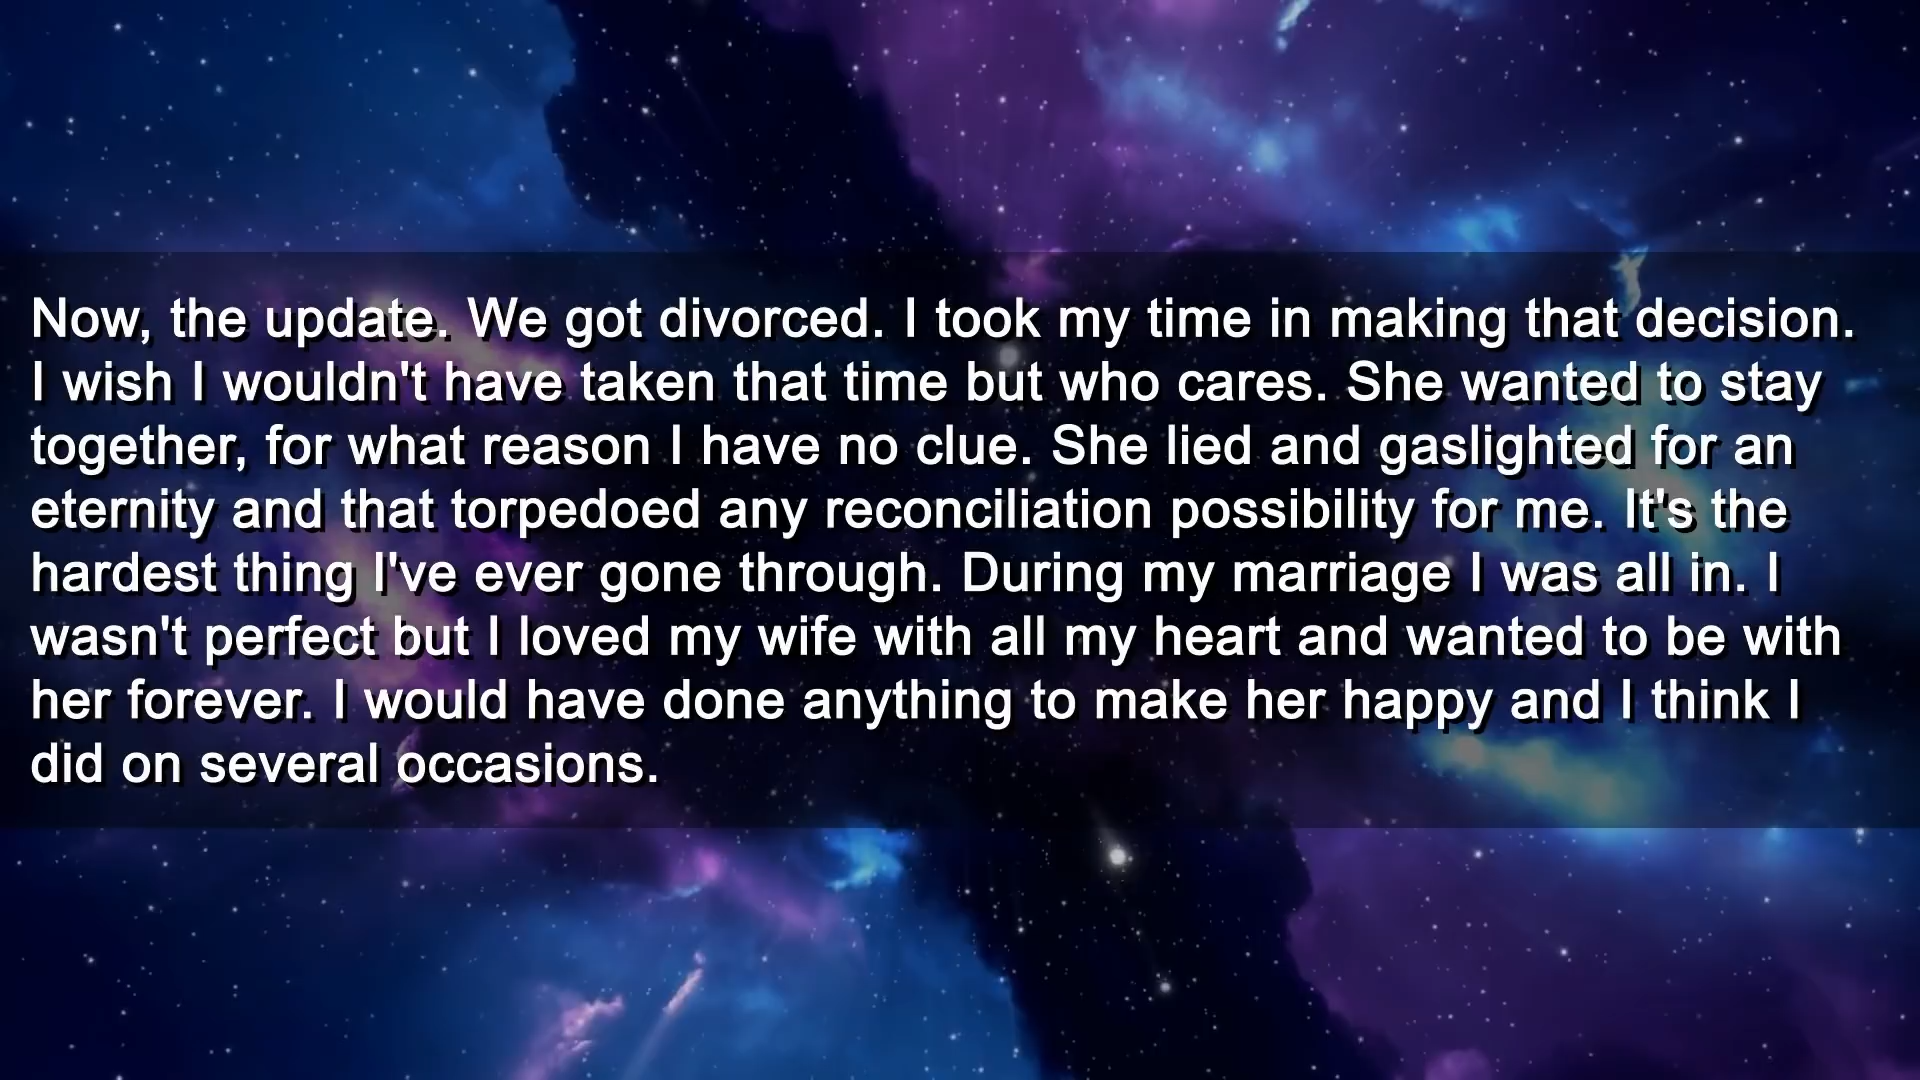 Now, the update. We got divorced. I took my time in making that decision.
I wish I wouldn't have taken that time but who cares. She wanted to stay
together, for what reason I have no clue. She lied and gaslighted for an
eternity and that torpedoed any reconciliation possibility for me. It's the
hardest thing I've ever gone through. During my marriage I was all in. I
wasn't perfect but I loved my wife with all my heart and wanted to be with
her forever. I would have done anything to make her happy and I think I
did on several occasions.